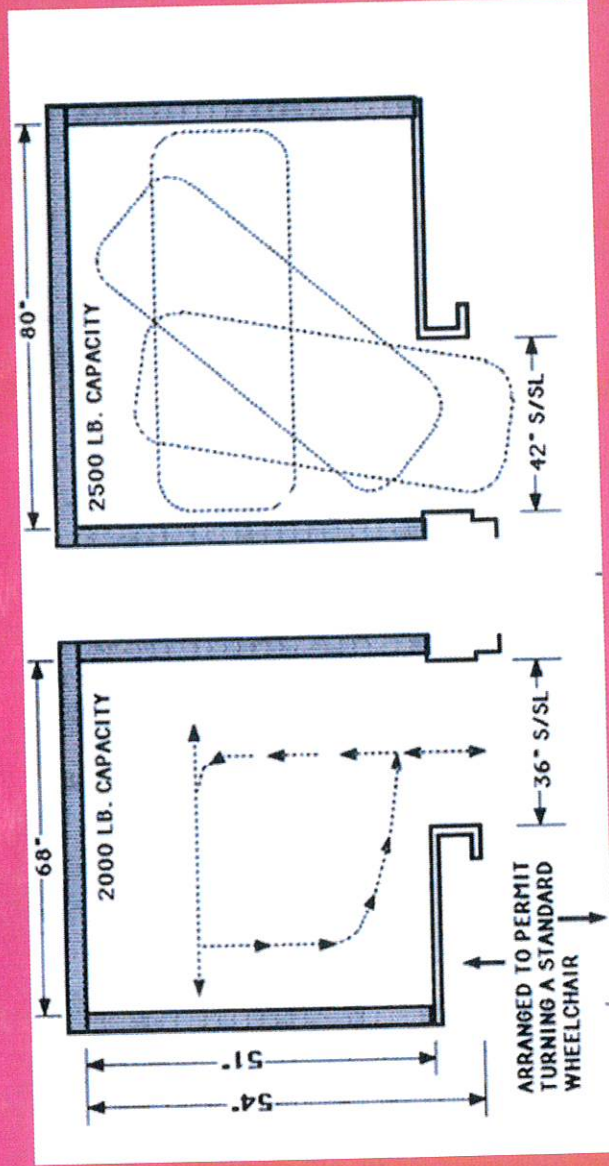 80"
2500 LB. CAPACITY
42" S/SL
68"
2000 LB. CAPACITY
36" S/SL
51"
54"
ARRANGED TO PERMIT
TURNING A STANDARD
WHEELCHAIR